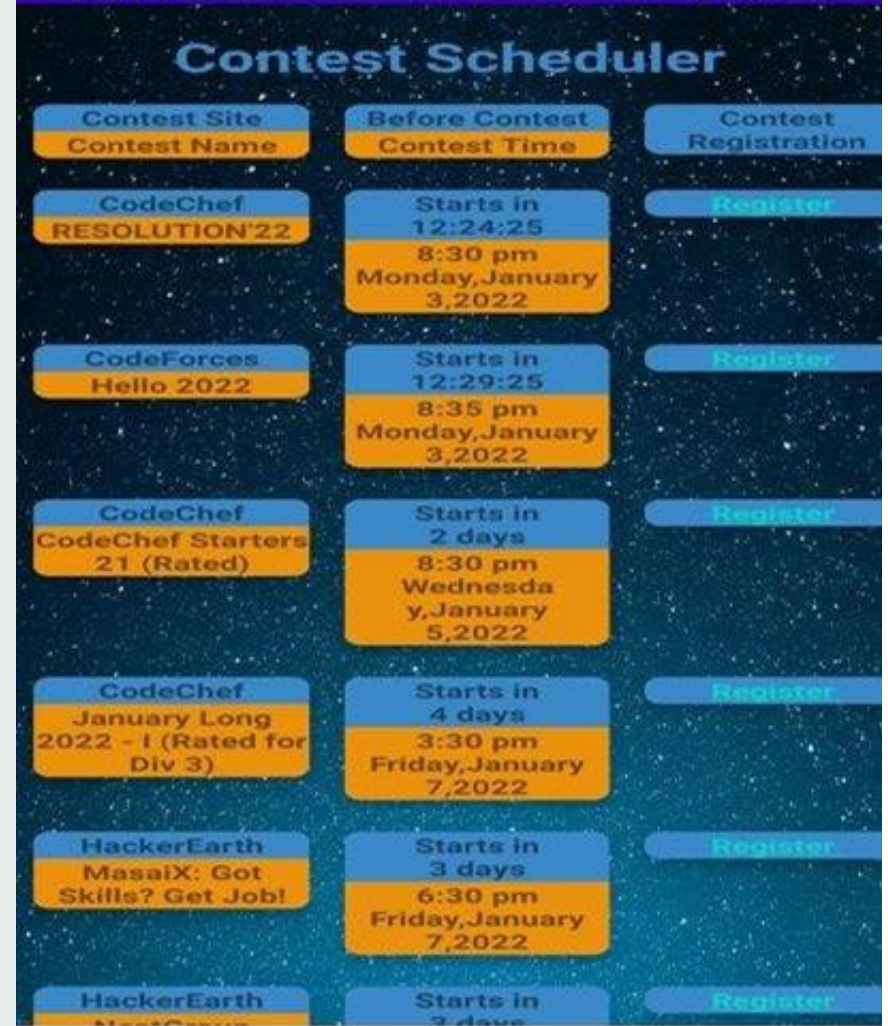 Contest Scheduler
Contest Site
Contest Name
Before Contest
Contest Time
Contest
Registration
CodeChef
RESOLUTION'22
Starts in
12:24:25
8:30 pm
Monday,January
3,2022
Register
CodeForces
Hello 2022
Starts in
12:29:25
8:35 pm
Monday,January
3,2022
Register
CodeChef
CodeChef Starters
21 (Rated)
Starts in
2 days
8:30 pm
Wednesda
y,January
5,2022
Register
CodeChef
January Long
2022 - I (Rated for
Div 3)
Starts in
4 days
3:30 pm
Friday,January
7,2022
Register
HackerEarth
MasaiX: Got
Skills? Get Job!
Starts in
3 days
6:30 pm
Friday,January
7,2022
Register
HackerEarth
Starts in
3 days
Register